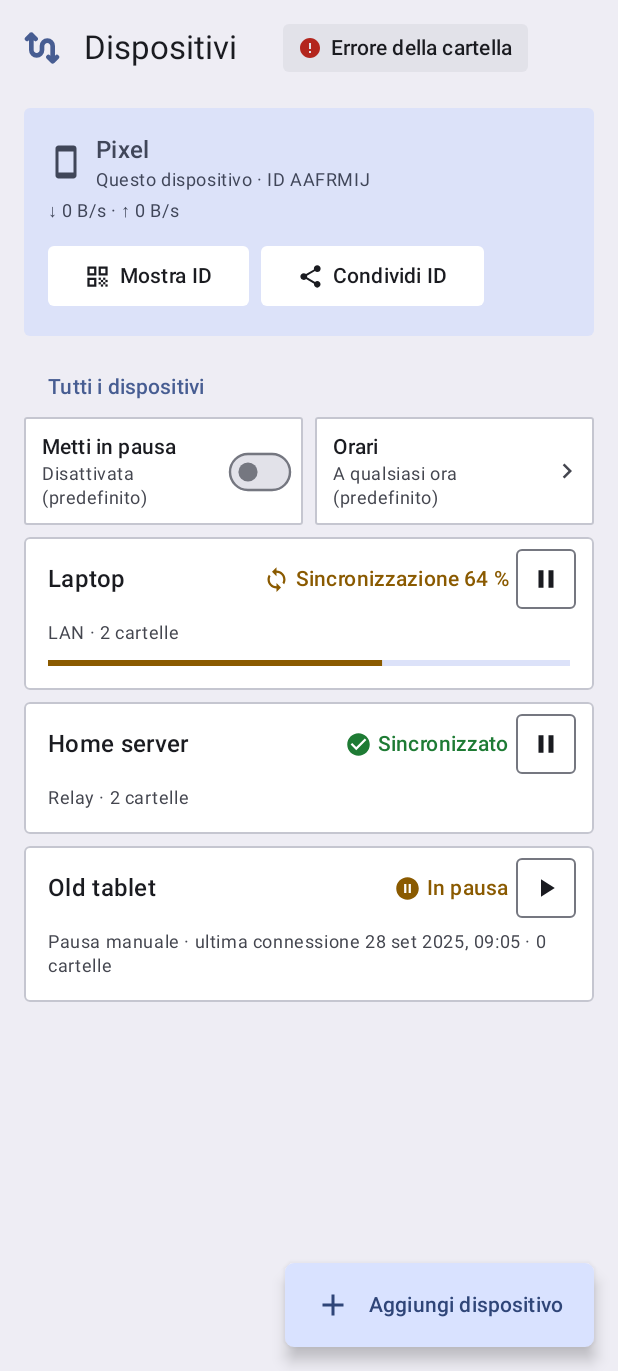 Dispositivi
Errore della cartella
Pixel
Questo dispositivo · ID AAFRMIJ
↓ 0 B/s · ↑ 0 B/s
Mostra ID
Condividi ID
Tutti i dispositivi
Metti in pausa
Disattivata
(predefinito)
Orari
A qualsiasi ora
(predefinito)
Laptop
Sincronizzazione 64 %
LAN · 2 cartelle
Home server
Sincronizzato
Relay · 2 cartelle
Old tablet
In pausa
Pausa manuale · ultima connessione 28 set 2025, 09:05 · 0
cartelle
Aggiungi dispositivo